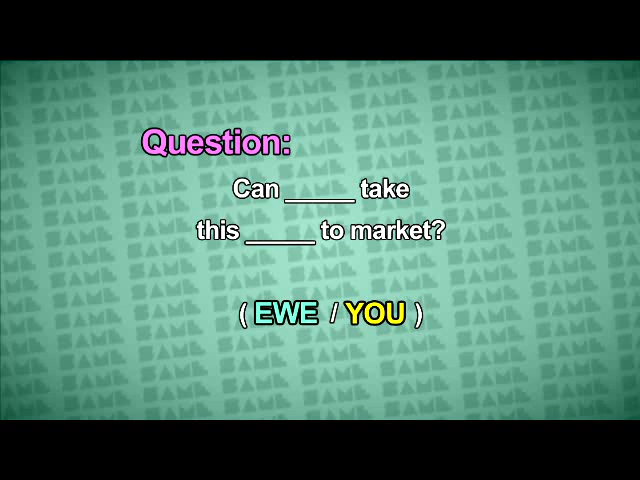 Question:
Can _____ take
this _____ to market?
( EWE / YOU )